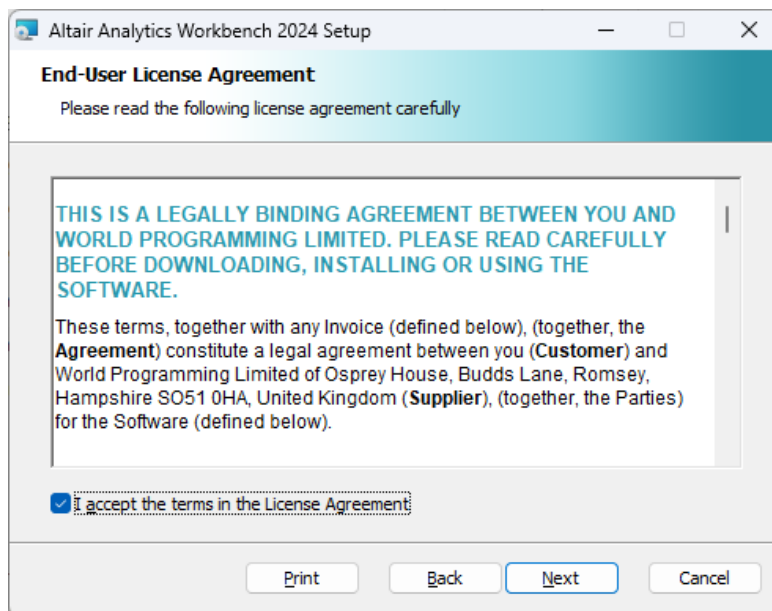 Altair Analytics Workbench 2024 Setup
End-User License Agreement
Please read the following license agreement carefully
THIS IS A LEGALLY BINDING AGREEMENT BETWEEN YOU AND
WORLD PROGRAMMING LIMITED. PLEASE READ CAREFULLY
BEFORE DOWNLOADING, INSTALLING OR USING THE
SOFTWARE.
These terms, together with any Invoice (defined below), (together, the
Agreement) constitute a legal agreement between you (Customer) and
World Programming Limited of Osprey House, Budds Lane, Romsey,
Hampshire SO51 0HA, United Kingdom (Supplier), (together, the Parties)
for the Software (defined below).
I accept the terms in the License Agreement
Print Back Next Cancel